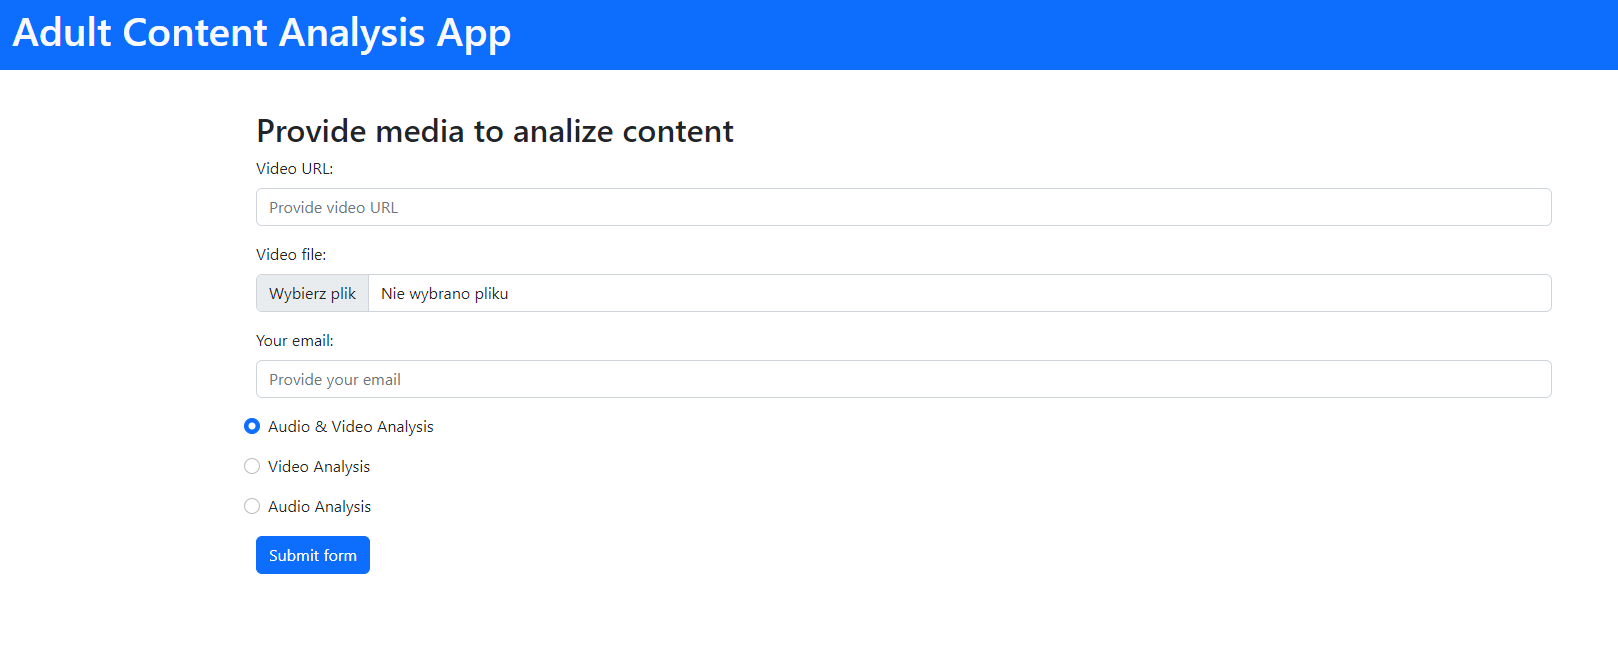 Adult Content Analysis App
Provide media to analize content
Video URL:
Provide video URL
Video file:
Wybierz plik Nie wybrano pliku
Your email:
Provide your email
Audio & Video Analysis
Video Analysis
Audio Analysis
Submit form